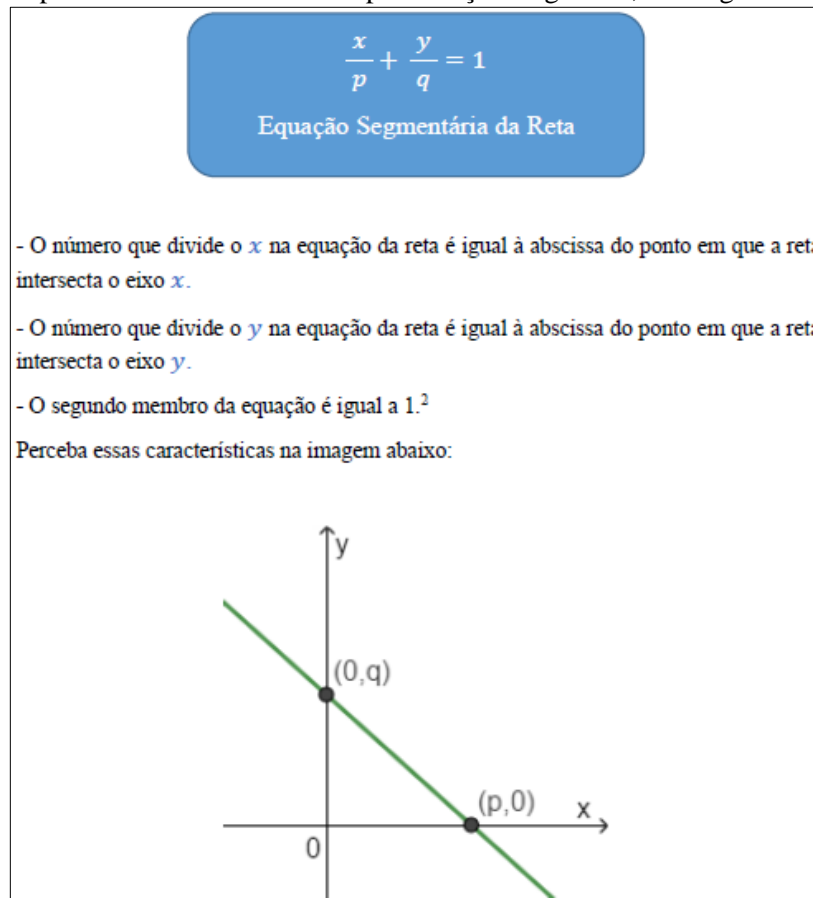 x/p + y/q = 1
Equação Segmentária da Reta
- O número que divide o x na equação da reta é igual à abscissa do ponto em que a reta
intersecta o eixo x.
- O número que divide o y na equação da reta é igual à abscissa do ponto em que a reta
intersecta o eixo y.
- O segundo membro da equação é igual a 1.²
Perceba essas características na imagem abaixo:
y
(0,q)
(p,0)
x
0